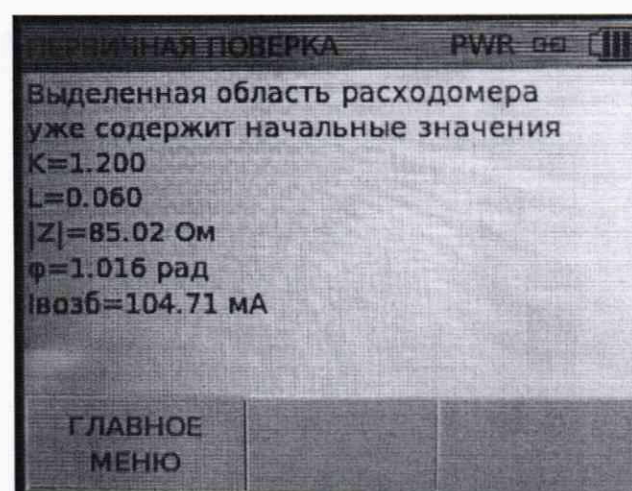 ПЕРВИЧНАЯ ПОВЕРКА PWR
Выделенная область расходомера
уже содержит начальные значения
K=1.200
L=0.060
|Z|=85.02 Ом
φ=1.016 рад
Iвозб=104.71 мА
ГЛАВНОЕ
МЕНЮ